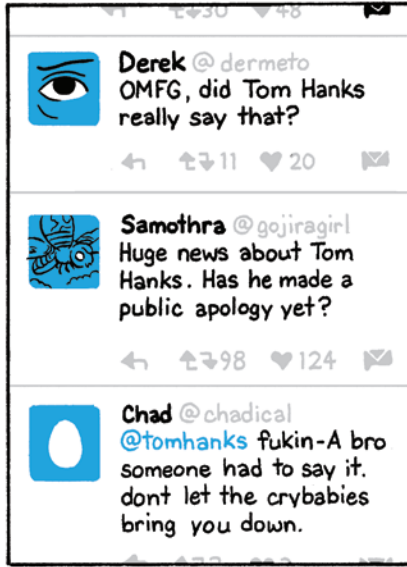 30 48
Derek @dermeto
OMFG, did Tom Hanks
really say that?
11 20
Samothra @gojiragirl
Huge news about Tom
Hanks. Has he made a
public apology yet?
98 124
Chad @chadical
@tomhanks fukin-A bro
someone had to say it.
dont let the crybabies
bring you down.